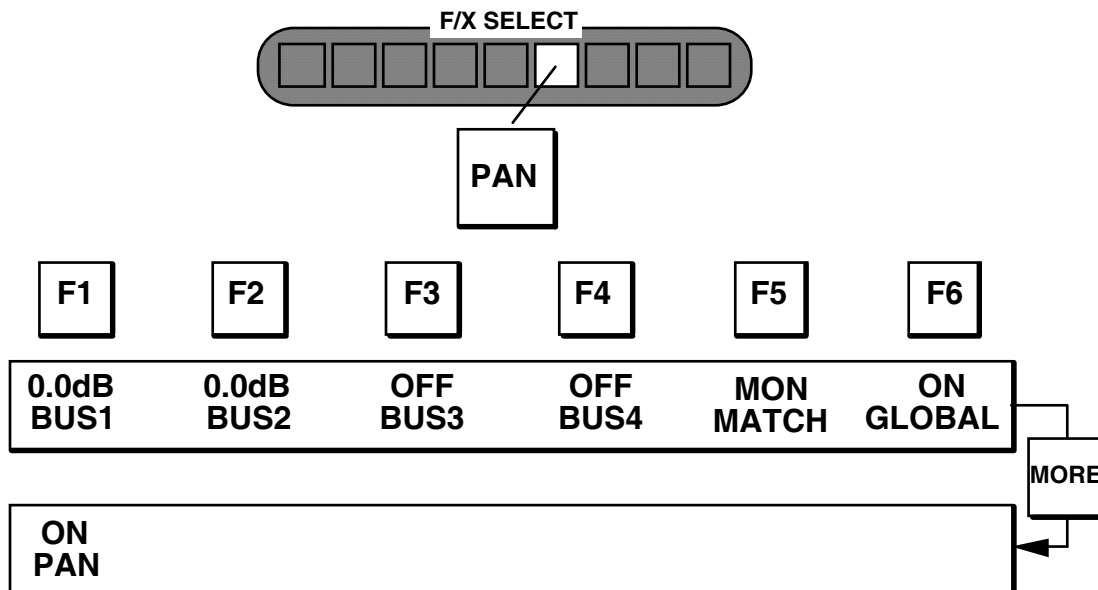 F/X SELECT
PAN
F1 F2 F3 F4 F5 F6
0.0dB 0.0dB OFF OFF MON ON
BUS1 BUS2 BUS3 BUS4 MATCH GLOBAL
MORE
ON
PAN